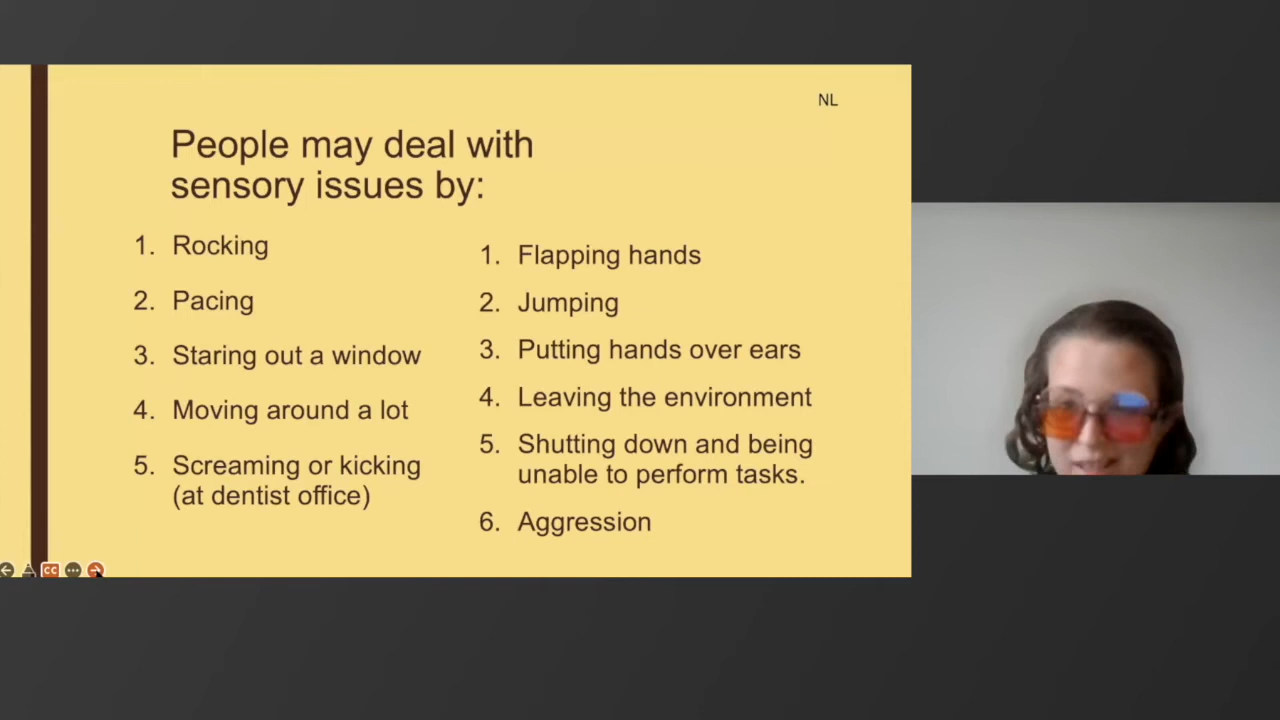 NL
People may deal with
sensory issues by:
1. Rocking
2. Pacing
3. Staring out a window
4. Moving around a lot
5. Screaming or kicking
(at dentist office)
1. Flapping hands
2. Jumping
3. Putting hands over ears
4. Leaving the environment
5. Shutting down and being
unable to perform tasks.
6. Aggression
CC